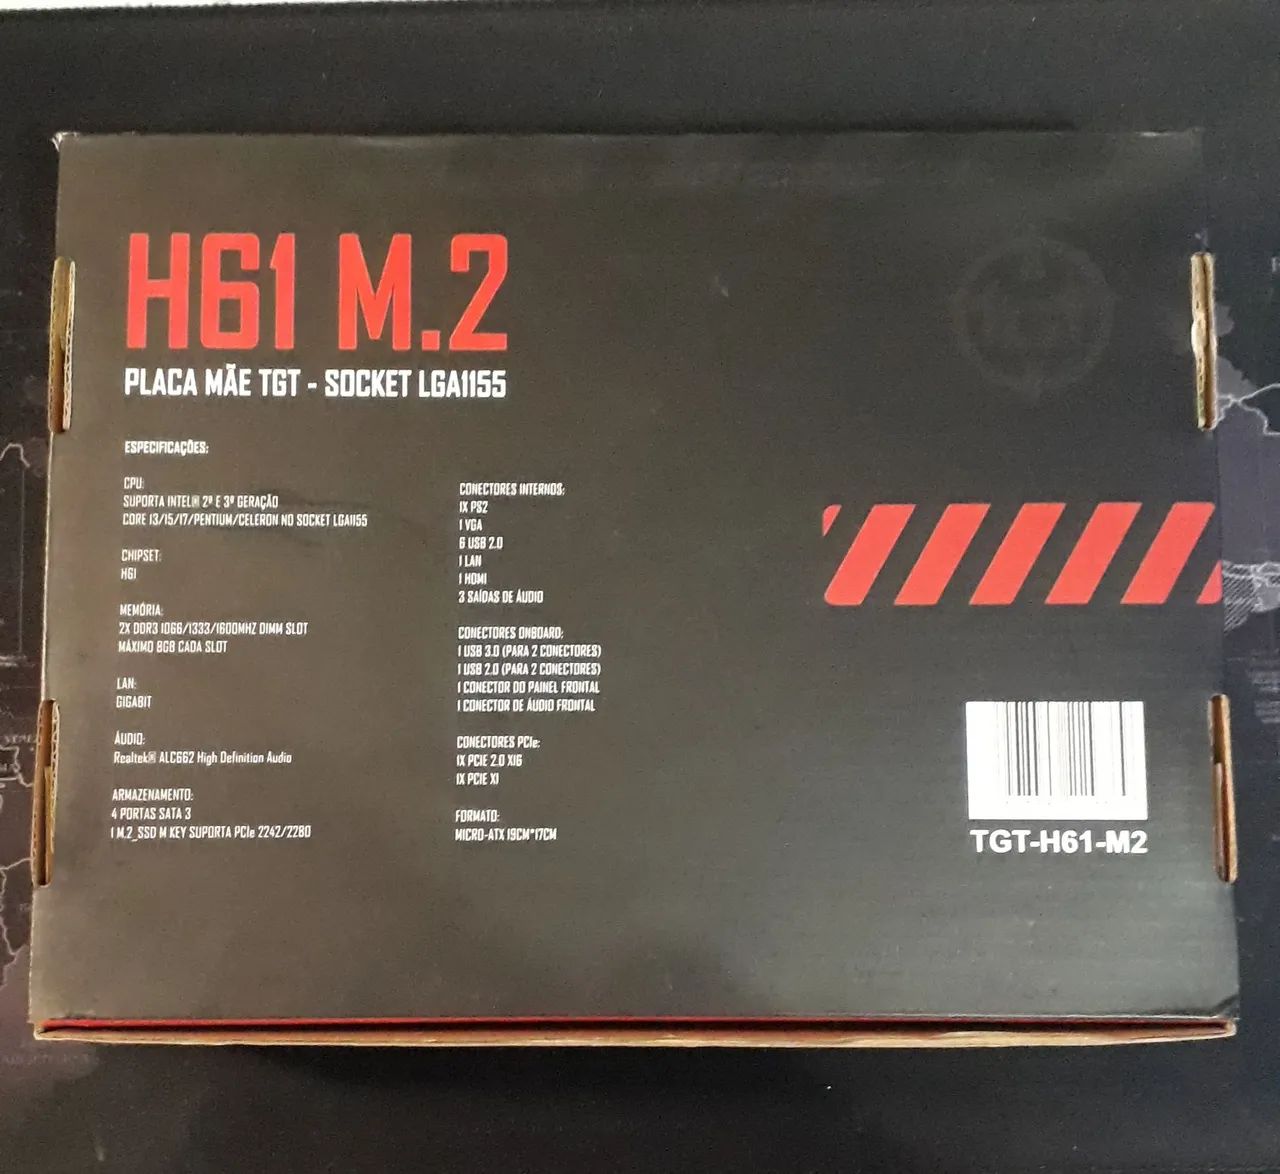 H61 M.2
PLACA MÃE TGT - SOCKET LGA1155
ESPECIFICAÇÕES:
CPU:
SUPORTA INTEL® 2ª E 3ª GERAÇÃO
CORE I3/I5/I7/PENTIUM/CELERON NO SOCKET LGA1155
CHIPSET:
H61
MEMÓRIA:
2X DDR3 1066/1333/1600MHZ DIMM SLOT
MÁXIMO 8GB CADA SLOT
LAN:
GIGABIT
ÁUDIO:
Realtek® ALC662 High Definition Audio
ARMAZENAMENTO:
4 PORTAS SATA 3
1 M.2_SSD M KEY SUPORTA PCIe 2242/2280
CONECTORES INTERNOS:
1X PS2
1 VGA
6 USB 2.0
1 LAN
1 HDMI
3 SAÍDAS DE ÁUDIO
CONECTORES ONBOARD:
1 USB 3.0 (PARA 2 CONECTORES)
1 USB 2.0 (PARA 2 CONECTORES)
1 CONECTOR DO PAINEL FRONTAL
1 CONECTOR DE ÁUDIO FRONTAL
CONECTORES PCIe:
1X PCIE 2.0 X16
1X PCIE X1
FORMATO:
MICRO-ATX 19CM*17CM
TGT-H61-M2